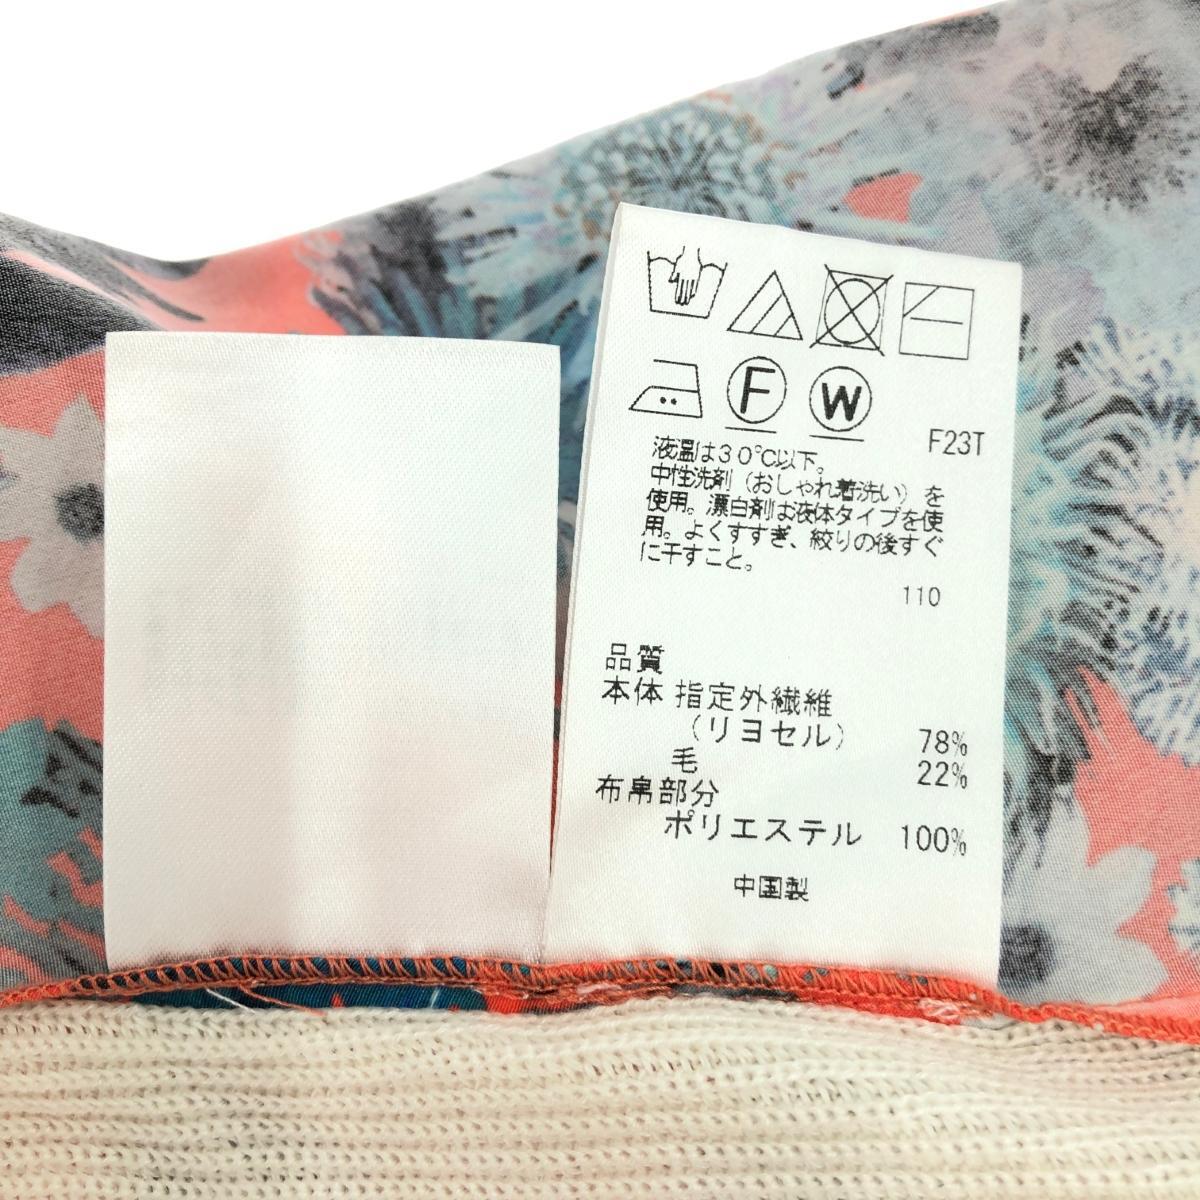 F W
F23T
液温は30℃以下。
中性洗剤（おしゃれ着洗い）を
使用。漂白剤は液体タイプを使
用。よくすすぎ、絞りの後すぐ
に干すこと。
110
品質
本体 指定外繊維
（リヨセル） 78%
毛 22%
布帛部分
ポリエステル 100%
中国製